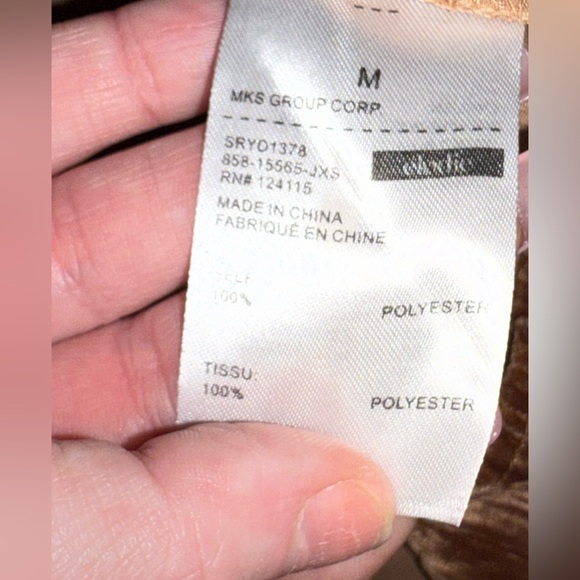 M
MKS GROUP CORP
SRYD1378
858-15565-JXS
RN# 124116
MADE IN CHINA
FABRIQUÉ EN CHINE
SELF
100% POLYESTER
TISSU:
100% POLYESTER